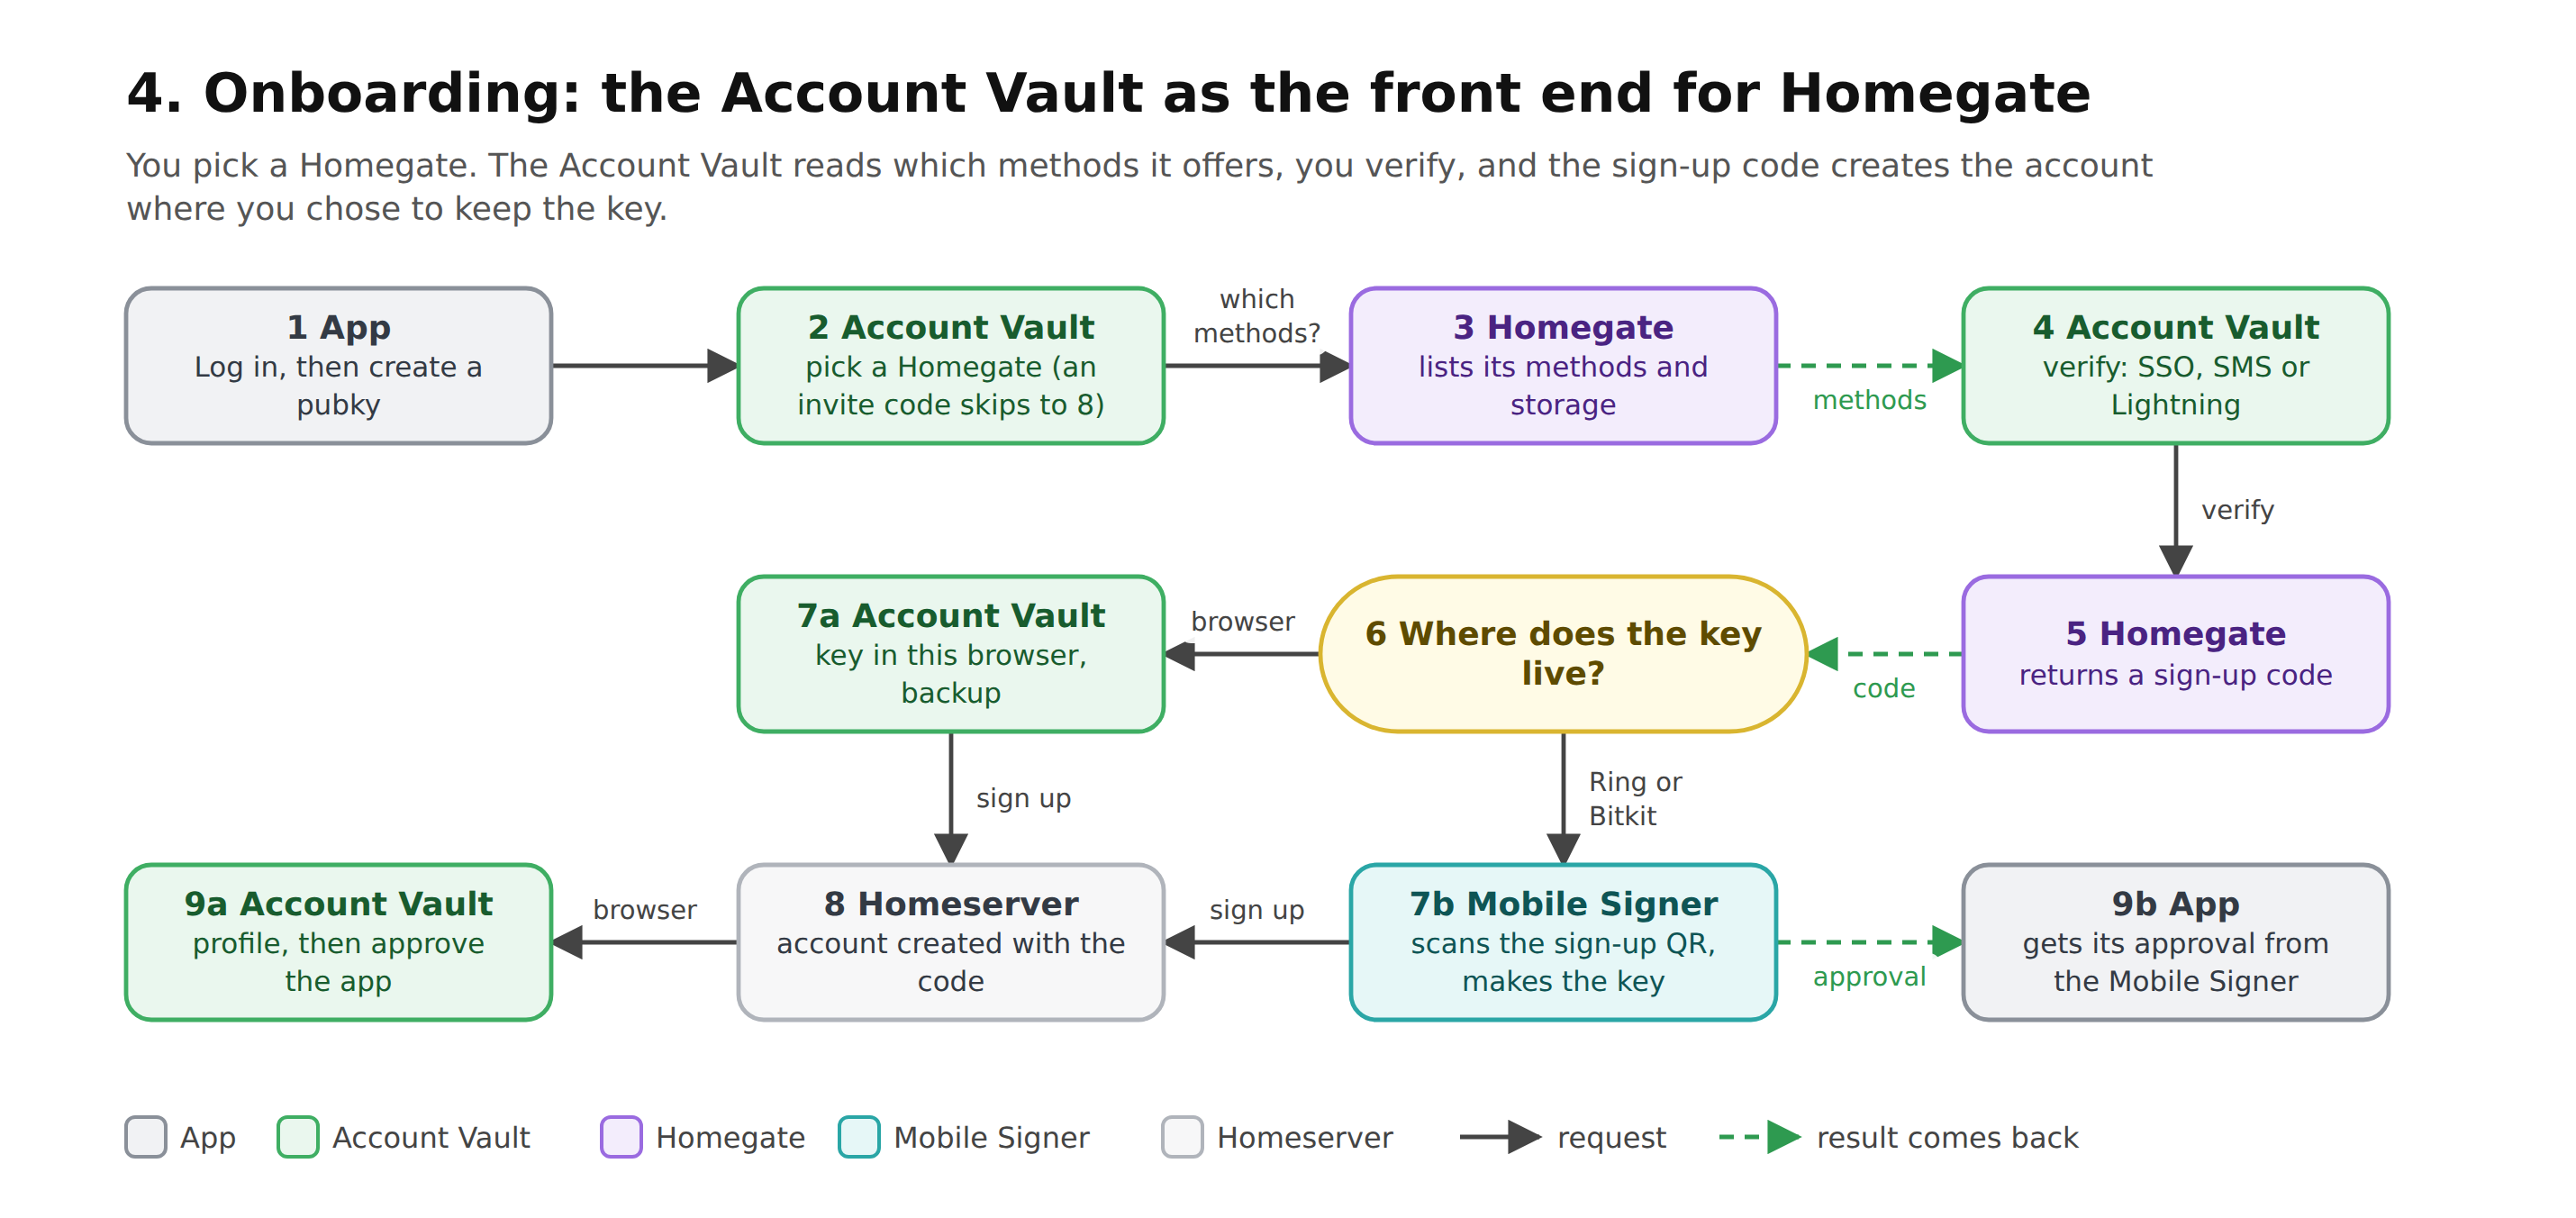 4. Onboarding: the Account Vault as the front end for Homegate
You pick a Homegate. The Account Vault reads which methods it offers, you verify, and the sign-up code creates the account
where you chose to keep the key.
1 App
Log in, then create a
pubky
2 Account Vault
pick a Homegate (an
invite code skips to 8)
which
methods?
3 Homegate
lists its methods and
storage
methods
4 Account Vault
verify: SSO, SMS or
Lightning
verify
5 Homegate
returns a sign-up code
code
6 Where does the key
live?
browser
7a Account Vault
key in this browser,
backup
sign up
Ring or
Bitkit
7b Mobile Signer
scans the sign-up QR,
makes the key
sign up
8 Homeserver
account created with the
code
browser
9a Account Vault
profile, then approve
the app
approval
9b App
gets its approval from
the Mobile Signer
App
Account Vault
Homegate
Mobile Signer
Homeserver
request
result comes back